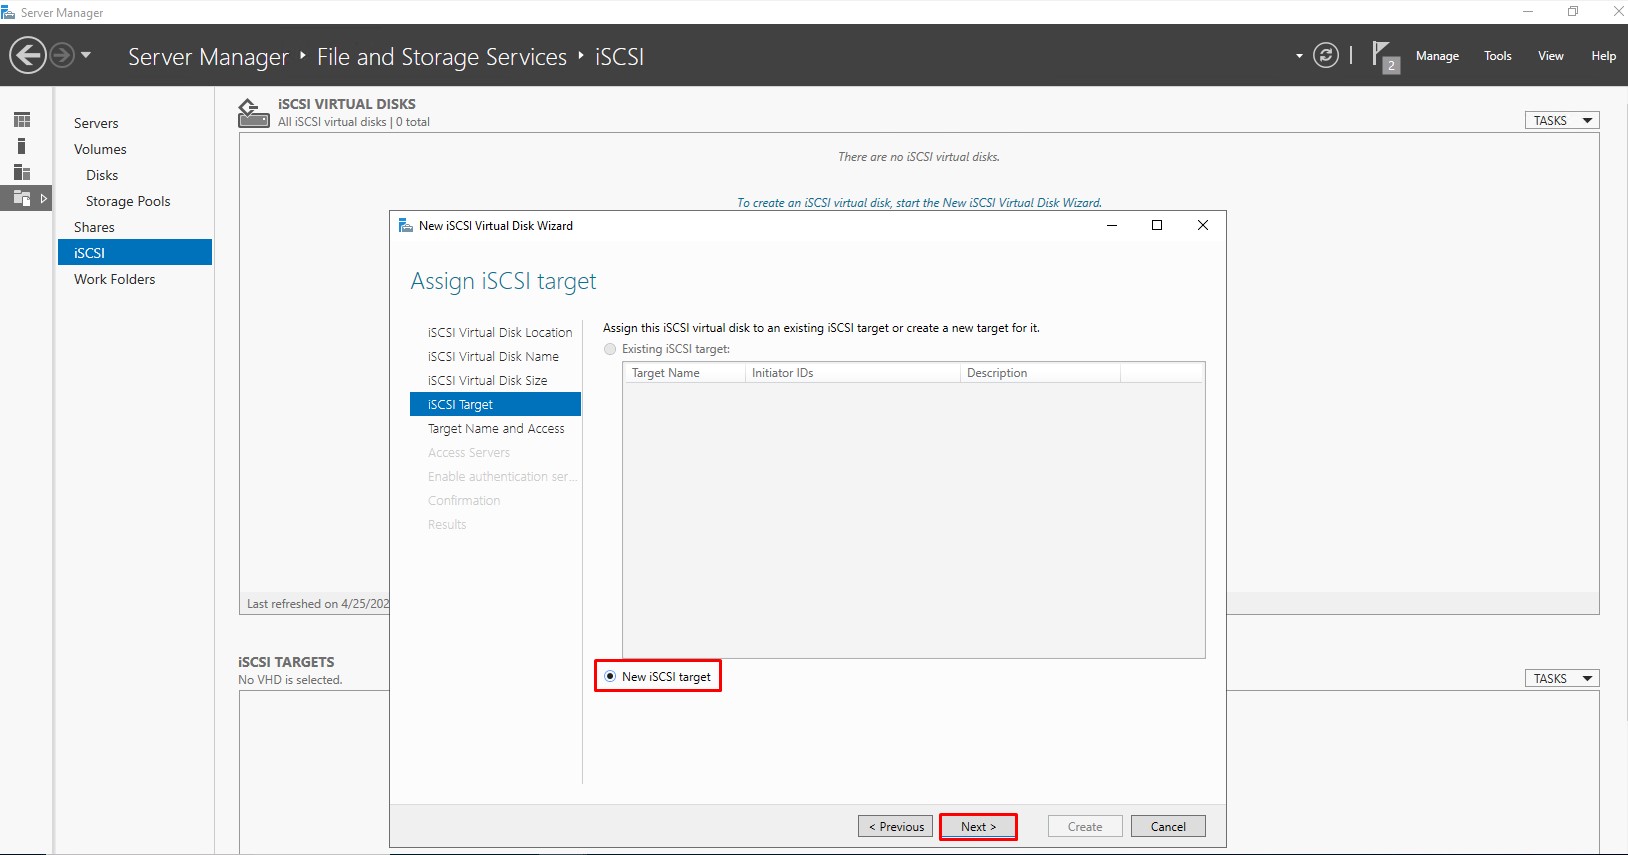 Server Manager
Server Manager ‣ File and Storage Services ‣ iSCSI
2
Manage
Tools
View
Help
Servers
Volumes
Disks
Storage Pools
Shares
iSCSI
Work Folders
iSCSI VIRTUAL DISKS
All iSCSI virtual disks | 0 total
TASKS
There are no iSCSI virtual disks.
To create an iSCSI virtual disk, start the New iSCSI Virtual Disk Wizard.
Last refreshed on 4/25/202
iSCSI TARGETS
No VHD is selected.
TASKS
New iSCSI Virtual Disk Wizard
Assign iSCSI target
iSCSI Virtual Disk Location
iSCSI Virtual Disk Name
iSCSI Virtual Disk Size
iSCSI Target
Target Name and Access
Access Servers
Enable authentication ser...
Confirmation
Results
Assign this iSCSI virtual disk to an existing iSCSI target or create a new target for it.
Existing iSCSI target:
Target Name
Initiator IDs
Description
New iSCSI target
< Previous
Next >
Create
Cancel